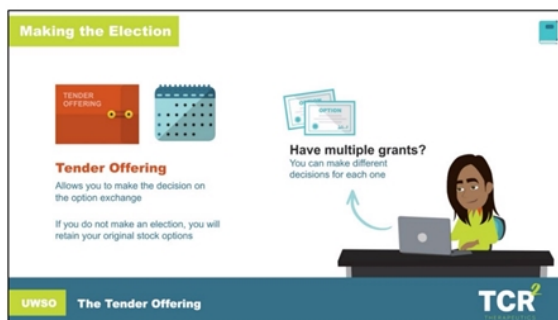 Making the Election
TENDER
OFFERING
Tender Offering
Allows you to make the decision on
the option exchange
If you do not make an election, you will
retain your original stock options
OPTION
Have multiple grants?
You can make different
decisions for each one
UWSO
The Tender Offering
TCR2
THERAPEUTICS